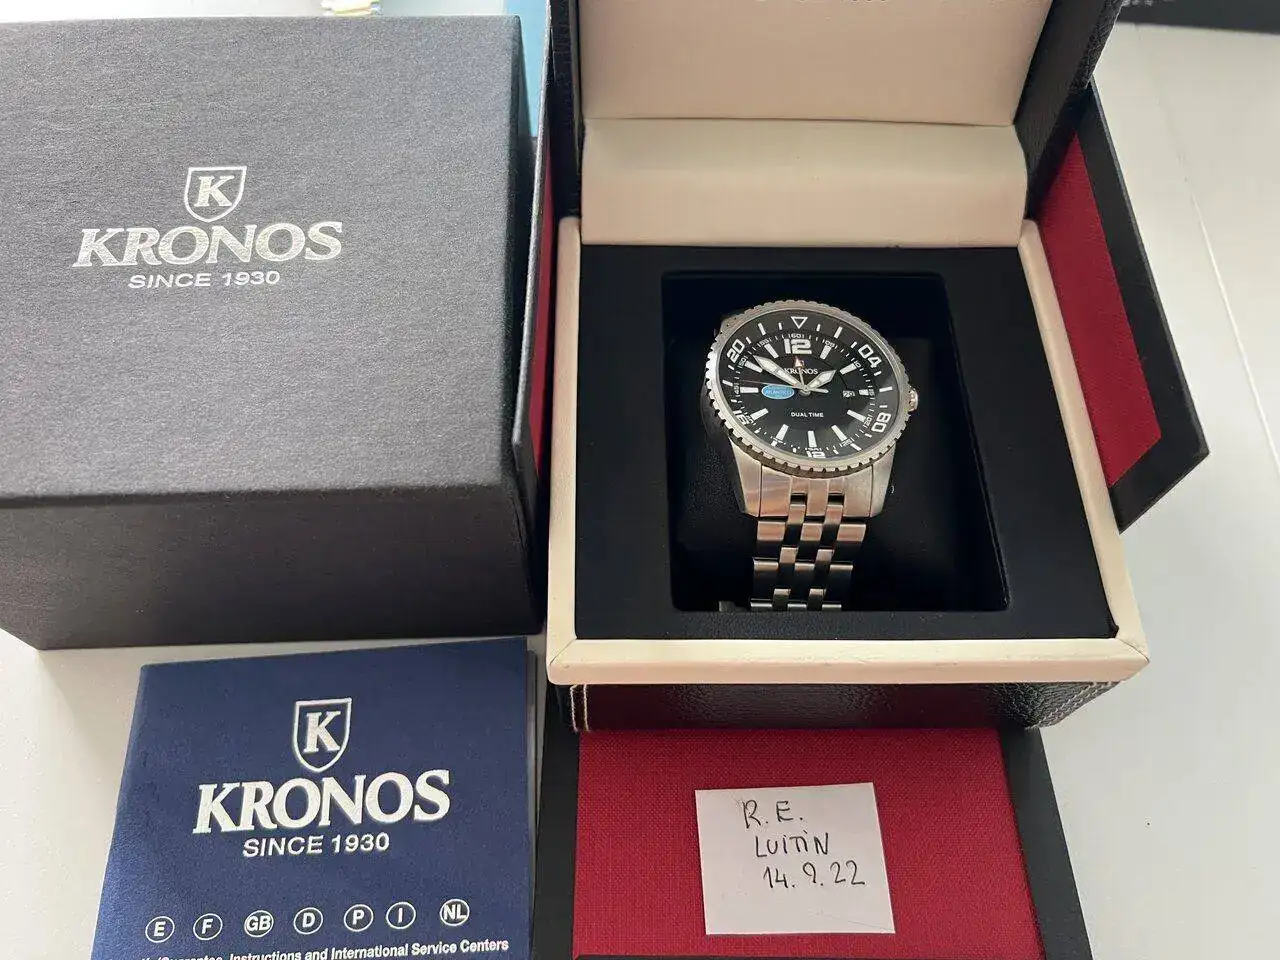 K
KRONOS
SINCE 1930
K
KRONOS
SINCE 1930
E F GB D P I NL
Instructions and International Service Centers
20
12
04
08
KRONOS
DUAL TIME
12
R.E.
LUITIN
14.9.22